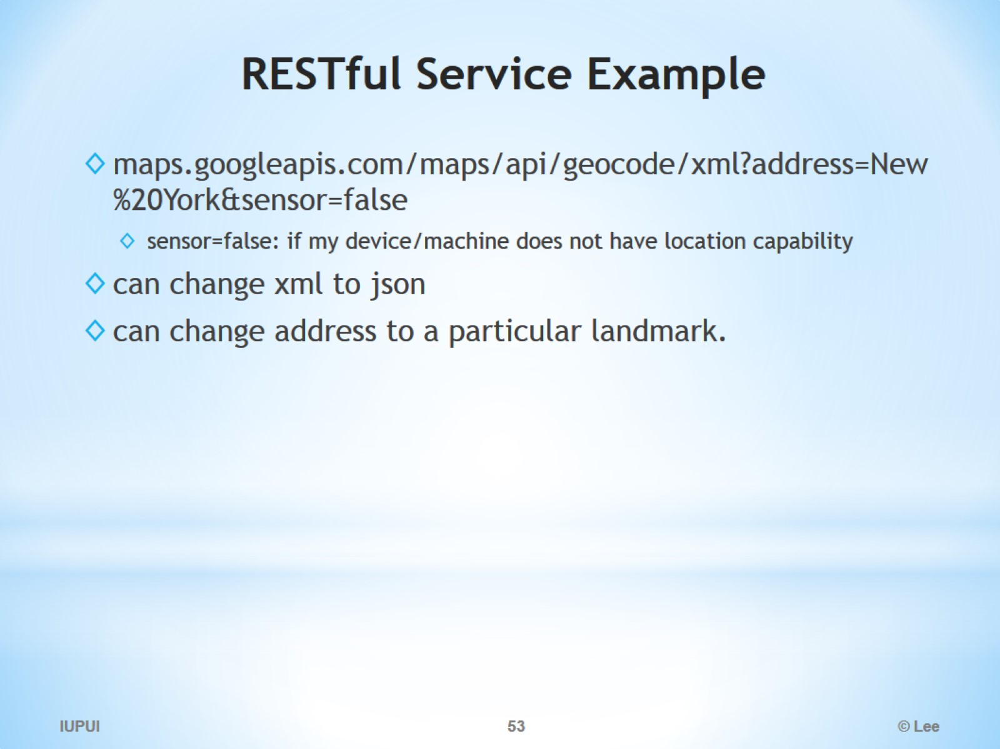 RESTful Service Example
maps.googleapis.com/maps/api/geocode/xml?address=New
%20York&sensor=false
sensor=false: if my device/machine does not have location capability
can change xml to json
can change address to a particular landmark.
IUPUI 53 © Lee